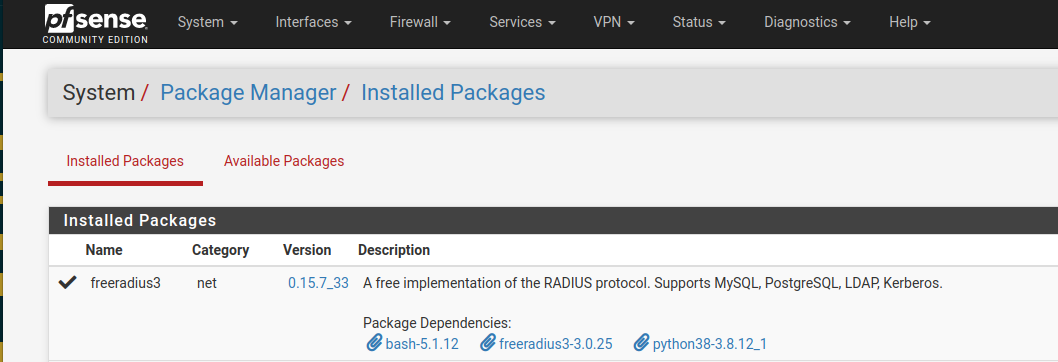 pfsense System Interfaces Firewall Services VPN Status Diagnostics Help
COMMUNITY EDITION
System / Package Manager / Installed Packages
Installed Packages Available Packages
Installed Packages
Name Category Version Description
freeradius3 net 0.15.7_33 A free implementation of the RADIUS protocol. Supports MySQL, PostgreSQL, LDAP, Kerberos.
Package Dependencies:
bash-5.1.12 freeradius3-3.0.25 python38-3.8.12_1